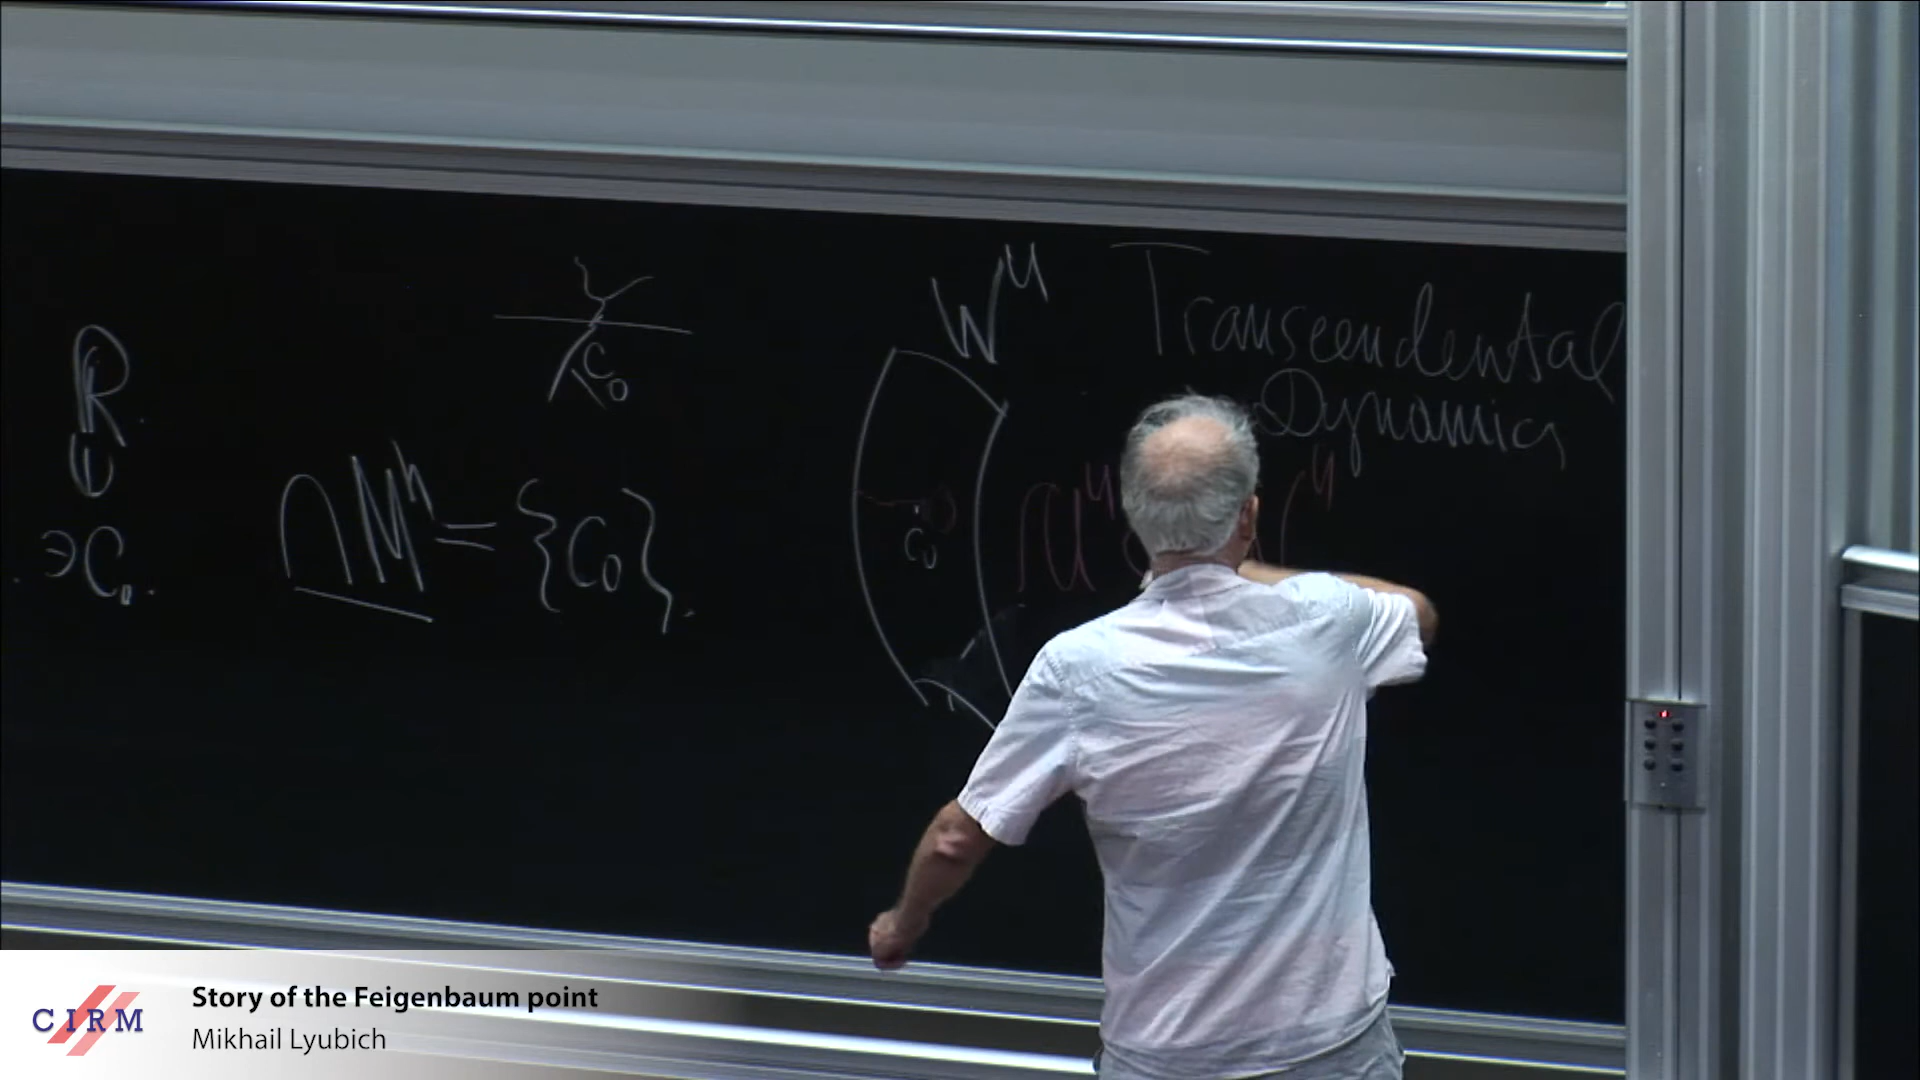 R
∋ C₀.
C₀
∩Mⁿ = {C₀}.
Wᵘ
C₀
Transcendental
Dynamics
CIRM
Story of the Feigenbaum point
Mikhail Lyubich